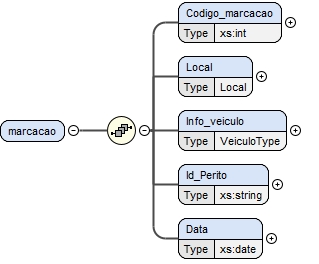 Codigo_marcacao
Type xs:int
Local
Type Local
marcacao
Info_veiculo
Type VeiculoType
Id_Perito
Type xs:string
Data
Type xs:date